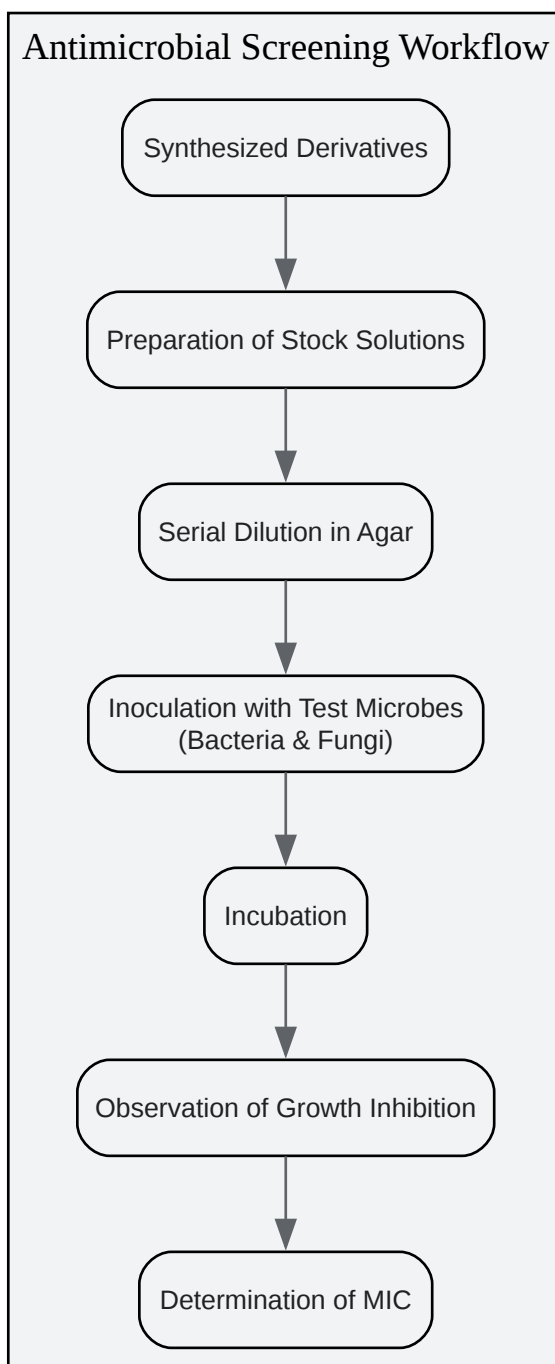 Antimicrobial Screening Workflow
Synthesized Derivatives
Preparation of Stock Solutions
Serial Dilution in Agar
Inoculation with Test Microbes
(Bacteria & Fungi)
Incubation
Observation of Growth Inhibition
Determination of MIC